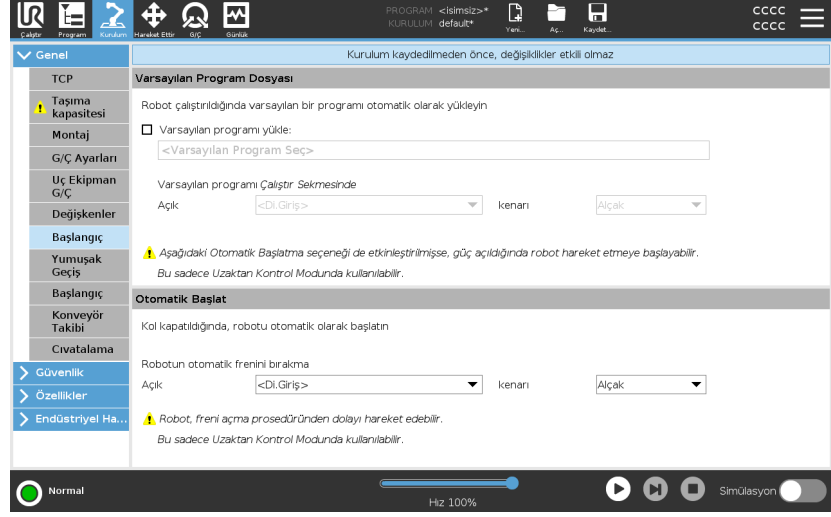 PROGRAM <isimsiz>*
KURULUM default*
CCCC
CCCC
Çalıştır Program Kurulum Hareket Ettir G/Ç Günlük
Yeni... Aç... Kaydet...
Genel
Kurulum kaydedilmeden önce, değişiklikler etkili olmaz
TCP
Taşıma
kapasitesi
Montaj
G/Ç Ayarları
Uç Ekipman
G/Ç
Değişkenler
Başlangıç
Yumuşak
Geçiş
Başlangıç
Konveyör
Takibi
Cıvatalama
Güvenlik
Özellikler
Endüstriyel Ha...
Varsayılan Program Dosyası
Robot çalıştırıldığında varsayılan bir programı otomatik olarak yükleyin
Varsayılan programı yükle:
<Varsayılan Program Seç>
Varsayılan programı Çalıştır Sekmesinde
Açık <Di.Giriş> kenarı Alçak
Aşağıdaki Otomatik Başlatma seçeneği de etkinleştirilmişse, güç açıldığında robot hareket etmeye başlayabilir.
Bu sadece Uzaktan Kontrol Modunda kullanılabilir.
Otomatik Başlat
Kol kapatıldığında, robotu otomatik olarak başlatın
Robotun otomatik frenini bırakma
Açık <Di.Giriş> kenarı Alçak
Robot, freni açma prosedüründen dolayı hareket edebilir.
Bu sadece Uzaktan Kontrol Modunda kullanılabilir.
Normal
Hız 100%
Simülasyon